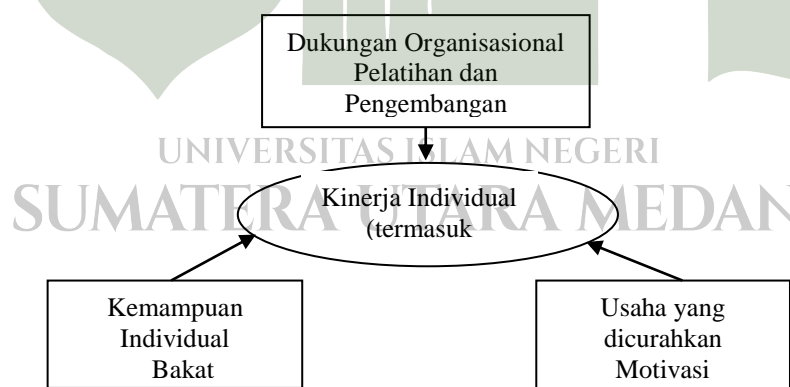 Dukungan Organisasional
Pelatihan dan
Pengembangan
UNIVERSITAS ISLAM NEGERI
SUMATERA UTARA MEDAN
Kinerja Individual
(termasuk
Kemampuan
Individual
Bakat
Usaha yang
dicurahkan
Motivasi